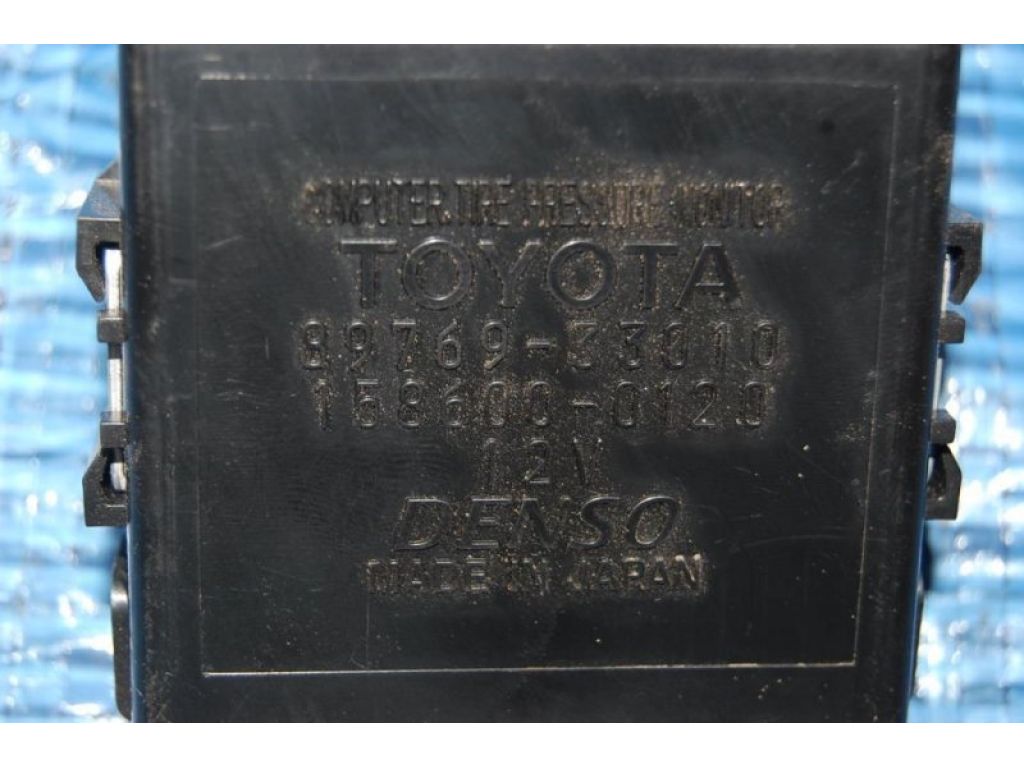 COMPUTER, TIRE PRESSURE MONITOR
TOYOTA
89769-33010
158600-0120
12V
DENSO
MADE IN JAPAN